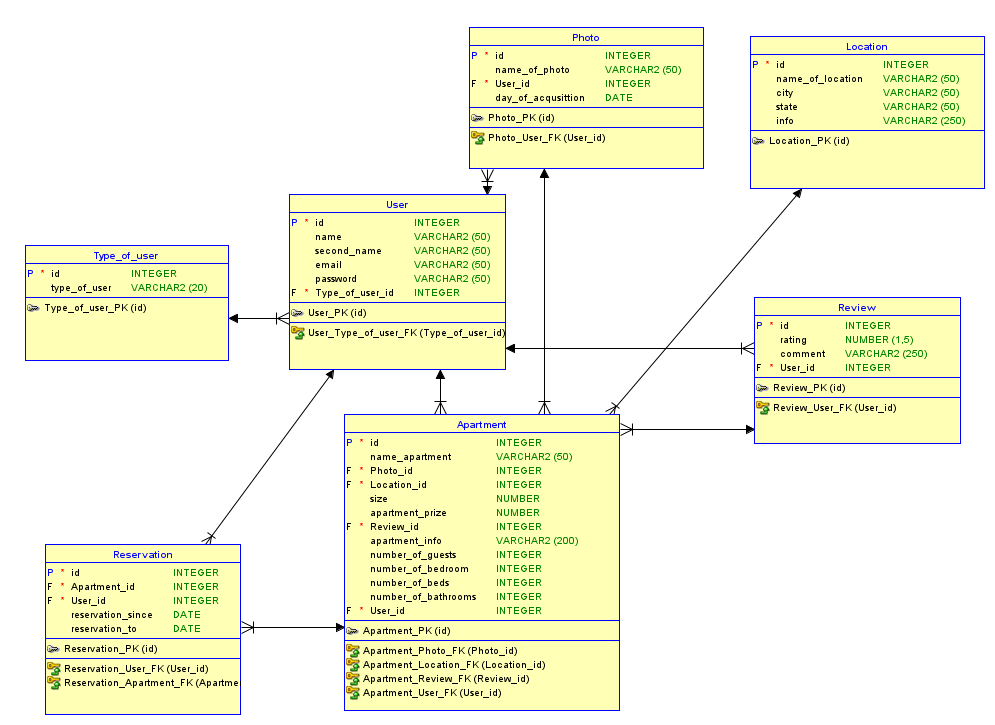 Photo
P * id INTEGER
name_of_photo VARCHAR2 (50)
F * User_id INTEGER
day_of_acqusittion DATE
Photo_PK (id)
Photo_User_FK (User_id)
Location
P * id INTEGER
name_of_location VARCHAR2 (50)
city VARCHAR2 (50)
state VARCHAR2 (50)
info VARCHAR2 (250)
Location_PK (id)
User
P * id INTEGER
name VARCHAR2 (50)
second_name VARCHAR2 (50)
email VARCHAR2 (50)
password VARCHAR2 (50)
F * Type_of_user_id INTEGER
User_PK (id)
User_Type_of_user_FK (Type_of_user_id)
Type_of_user
P * id INTEGER
type_of_user VARCHAR2 (20)
Type_of_user_PK (id)
Review
P * id INTEGER
rating NUMBER (1,5)
comment VARCHAR2 (250)
F * User_id INTEGER
Review_PK (id)
Review_User_FK (User_id)
Apartment
P * id INTEGER
name_apartment VARCHAR2 (50)
F * Photo_id INTEGER
F * Location_id INTEGER
size NUMBER
apartment_prize NUMBER
F * Review_id INTEGER
apartment_info VARCHAR2 (200)
number_of_guests INTEGER
number_of_bedroom INTEGER
number_of_beds INTEGER
number_of_bathrooms INTEGER
F * User_id INTEGER
Apartment_PK (id)
Apartment_Photo_FK (Photo_id)
Apartment_Location_FK (Location_id)
Apartment_Review_FK (Review_id)
Apartment_User_FK (User_id)
Reservation
P * id INTEGER
F * Apartment_id INTEGER
F * User_id INTEGER
reservation_since DATE
reservation_to DATE
Reservation_PK (id)
Reservation_User_FK (User_id)
Reservation_Apartment_FK (Apartme